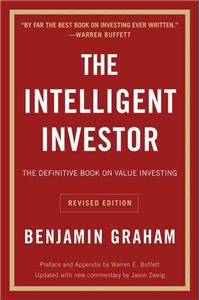 "BY FAR THE BEST BOOK ON INVESTING EVER WRITTEN."
—WARREN BUFFETT
THE
INTELLIGENT
INVESTOR
THE DEFINITIVE BOOK ON VALUE INVESTING
REVISED EDITION
BENJAMIN GRAHAM
Preface and Appendix by Warren E. Buffett
Updated with new commentary by Jason Zweig